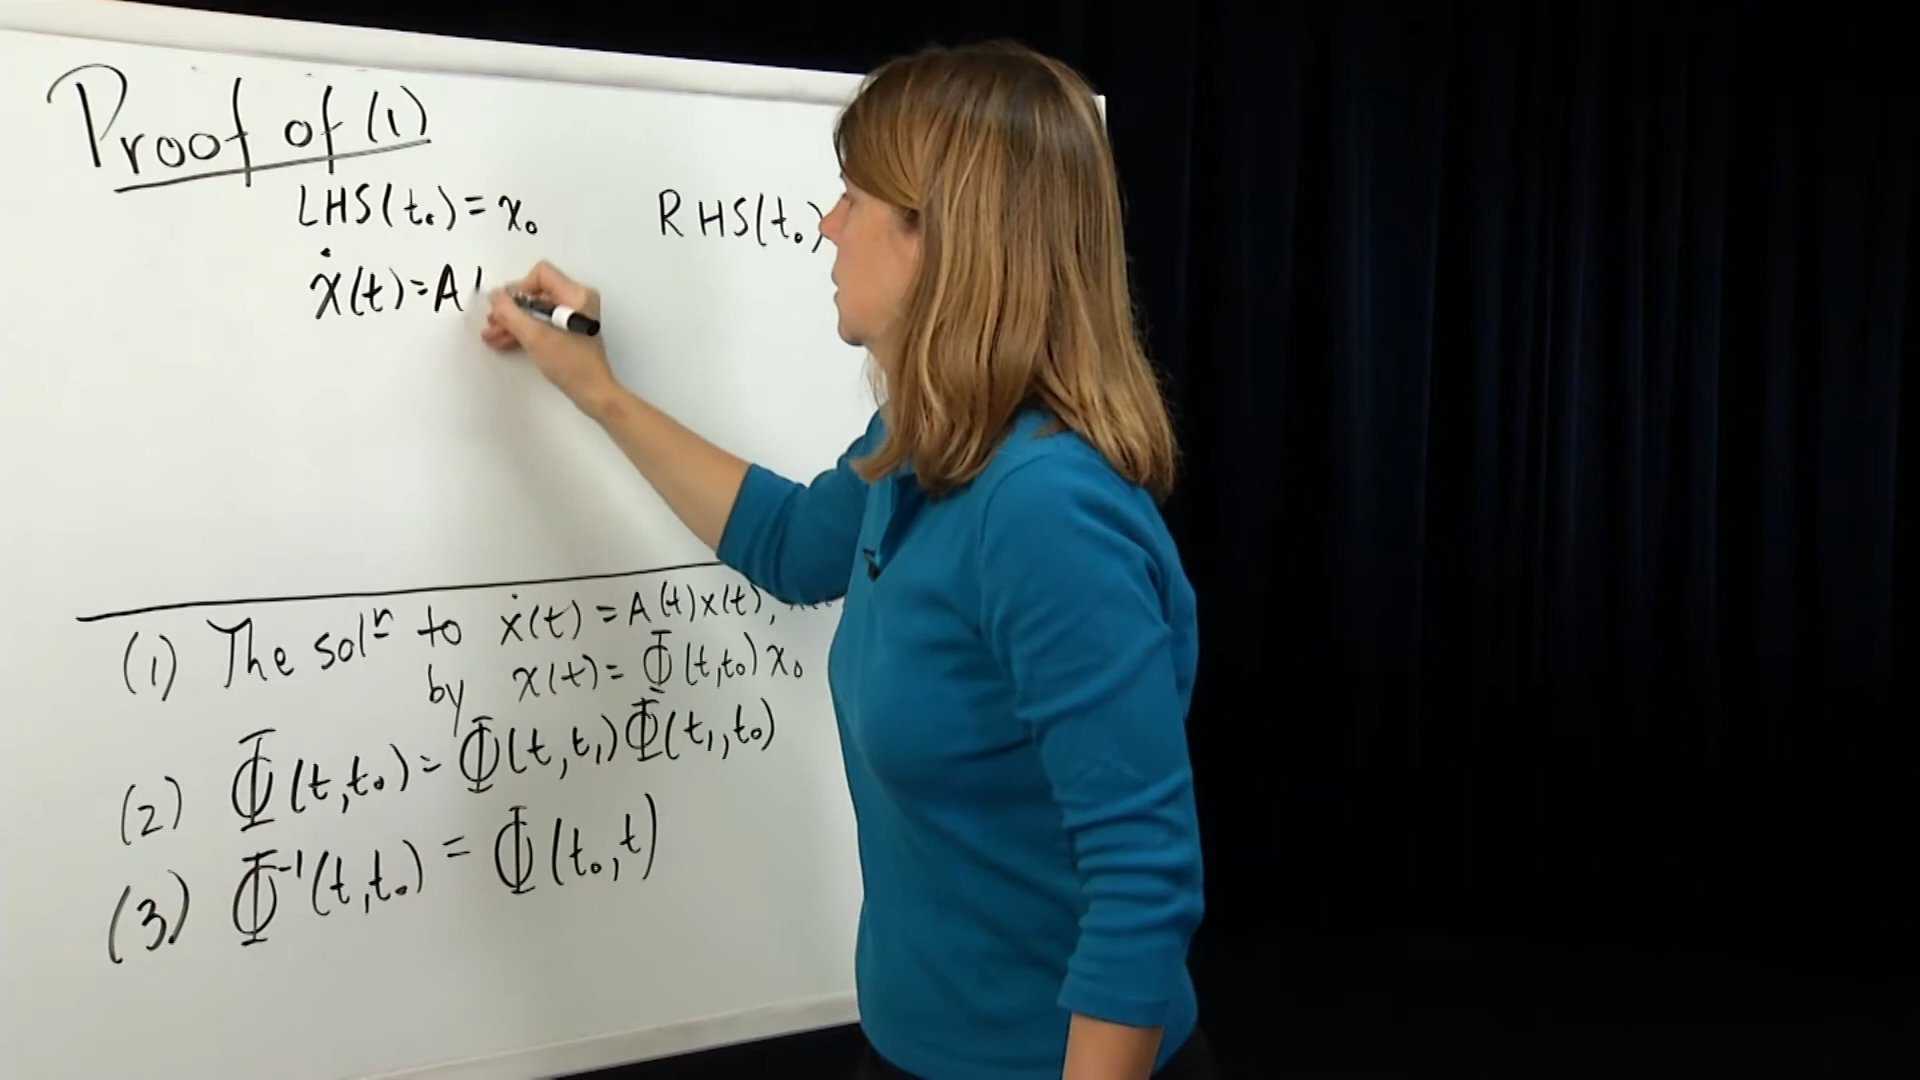 Proof of (1)
LHS(t₀) = x₀ RHS(t₀)
ẋ(t) = A(
(1) The solⁿ to ẋ(t) = A(t)x(t),
by x(t) = Φ(t,t₀)x₀
(2) Φ(t,t₀) = Φ(t,t₁)Φ(t₁,t₀)
(3) Φ⁻¹(t,t₀) = Φ(t₀,t)